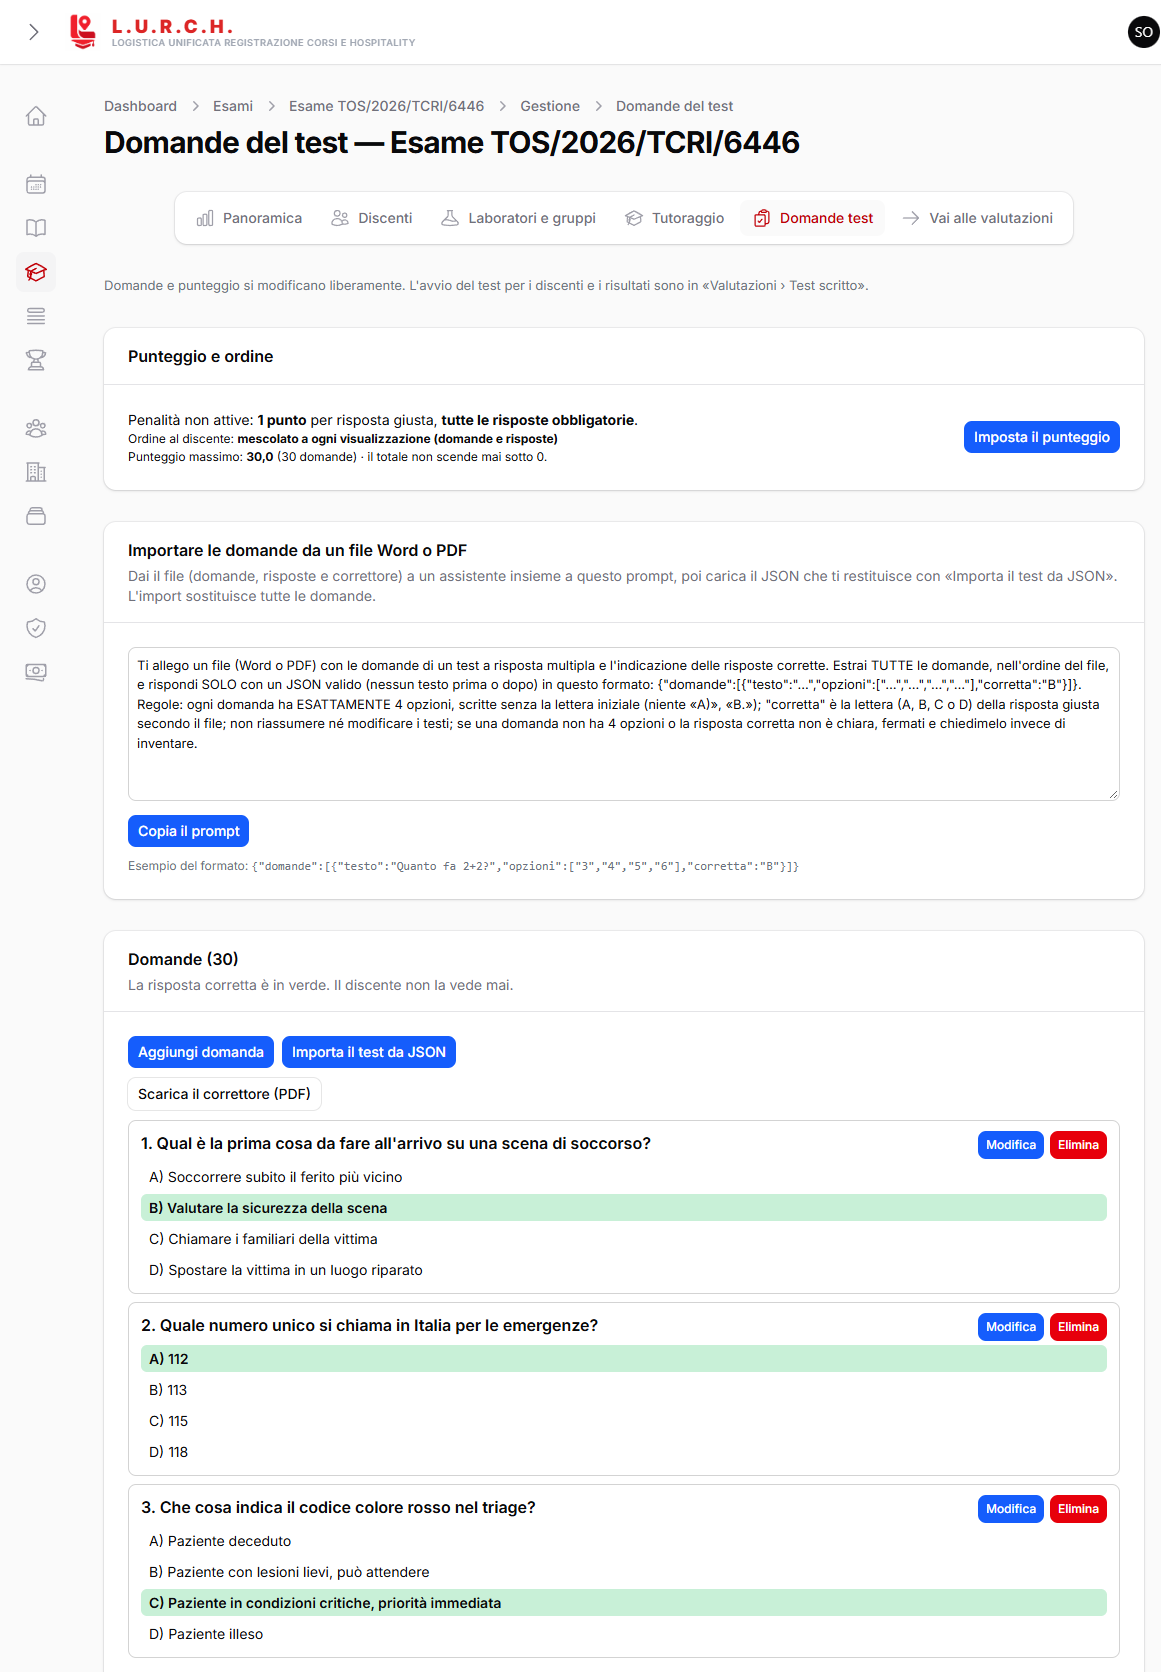 L.U.R.C.H.
LOGISTICA UNIFICATA REGISTRAZIONE CORSI E HOSPITALITY
SO
Dashboard > Esami > Esame TOS/2026/TCRI/6446 > Gestione > Domande del test
Domande del test — Esame TOS/2026/TCRI/6446
Panoramica
Discenti
Laboratori e gruppi
Tutoraggio
Domande test
Vai alle valutazioni
Domande e punteggio si modificano liberamente. L'avvio del test per i discenti e i risultati sono in «Valutazioni › Test scritto».
Punteggio e ordine
Penalità non attive: 1 punto per risposta giusta, tutte le risposte obbligatorie.
Ordine al discente: mescolato a ogni visualizzazione (domande e risposte)
Punteggio massimo: 30,0 (30 domande) · il totale non scende mai sotto 0.
Imposta il punteggio
Importare le domande da un file Word o PDF
Dai il file (domande, risposte e correttore) a un assistente insieme a questo prompt, poi carica il JSON che ti restituisce con «Importa il test da JSON».
L'import sostituisce tutte le domande.
Ti allego un file (Word o PDF) con le domande di un test a risposta multipla e l'indicazione delle risposte corrette. Estrai TUTTE le domande, nell'ordine del file,
e rispondi SOLO con un JSON valido (nessun testo prima o dopo) in questo formato: {"domande":[{"testo":"...","opzioni":["...","...","...","..."],"corretta":"B"}]}.
Regole: ogni domanda ha ESATTAMENTE 4 opzioni, scritte senza la lettera iniziale (niente «A)», «B.»); "corretta" è la lettera (A, B, C o D) della risposta giusta
secondo il file; non riassumere né modificare i testi; se una domanda non ha 4 opzioni o la risposta corretta non è chiara, fermati e chiedimelo invece di
inventare.
Copia il prompt
Esempio del formato: {"domande":[{"testo":"Quanto fa 2+2?","opzioni":["3","4","5","6"],"corretta":"B"}]}
Domande (30)
La risposta corretta è in verde. Il discente non la vede mai.
Aggiungi domanda
Importa il test da JSON
Scarica il correttore (PDF)
1. Qual è la prima cosa da fare all'arrivo su una scena di soccorso?
Modifica
Elimina
A) Soccorrere subito il ferito più vicino
B) Valutare la sicurezza della scena
C) Chiamare i familiari della vittima
D) Spostare la vittima in un luogo riparato
2. Quale numero unico si chiama in Italia per le emergenze?
Modifica
Elimina
A) 112
B) 113
C) 115
D) 118
3. Che cosa indica il codice colore rosso nel triage?
Modifica
Elimina
A) Paziente deceduto
B) Paziente con lesioni lievi, può attendere
C) Paziente in condizioni critiche, priorità immediata
D) Paziente illeso